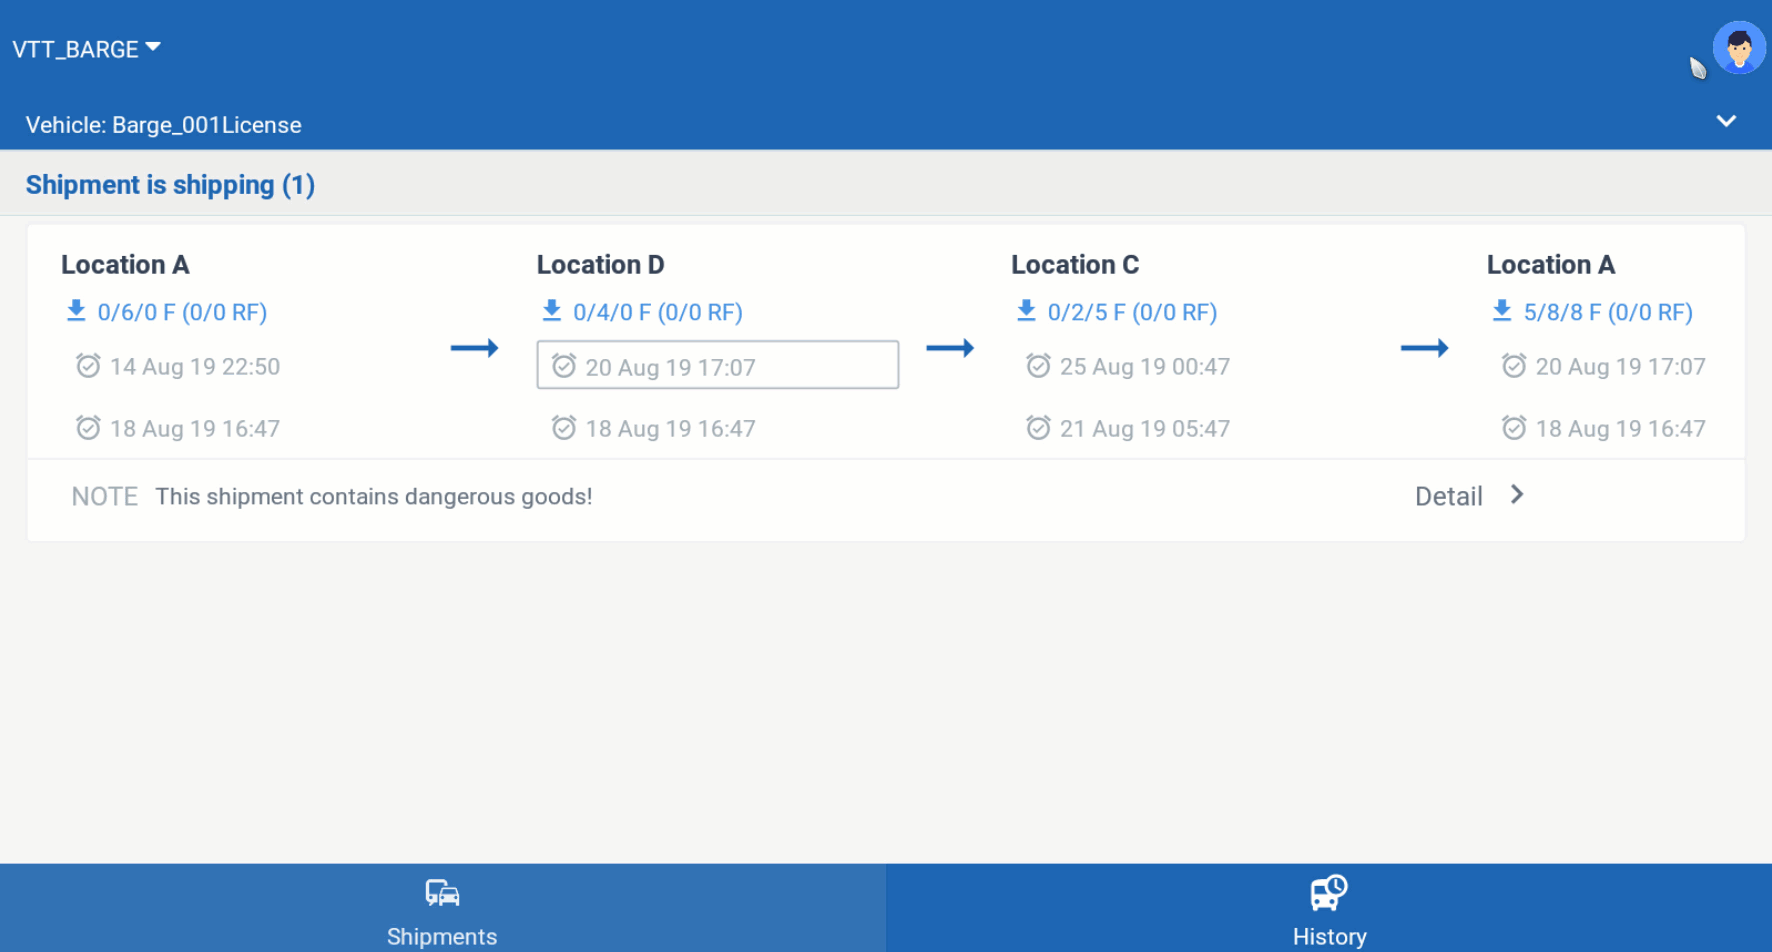 VTT_BARGE
Vehicle: Barge_001License
Shipment is shipping (1)
Location A
0/6/0 F (0/0 RF)
14 Aug 19 22:50
18 Aug 19 16:47
Location D
0/4/0 F (0/0 RF)
20 Aug 19 17:07
18 Aug 19 16:47
Location C
0/2/5 F (0/0 RF)
25 Aug 19 00:47
21 Aug 19 05:47
Location A
5/8/8 F (0/0 RF)
20 Aug 19 17:07
18 Aug 19 16:47
NOTE This shipment contains dangerous goods!
Detail
Shipments
History